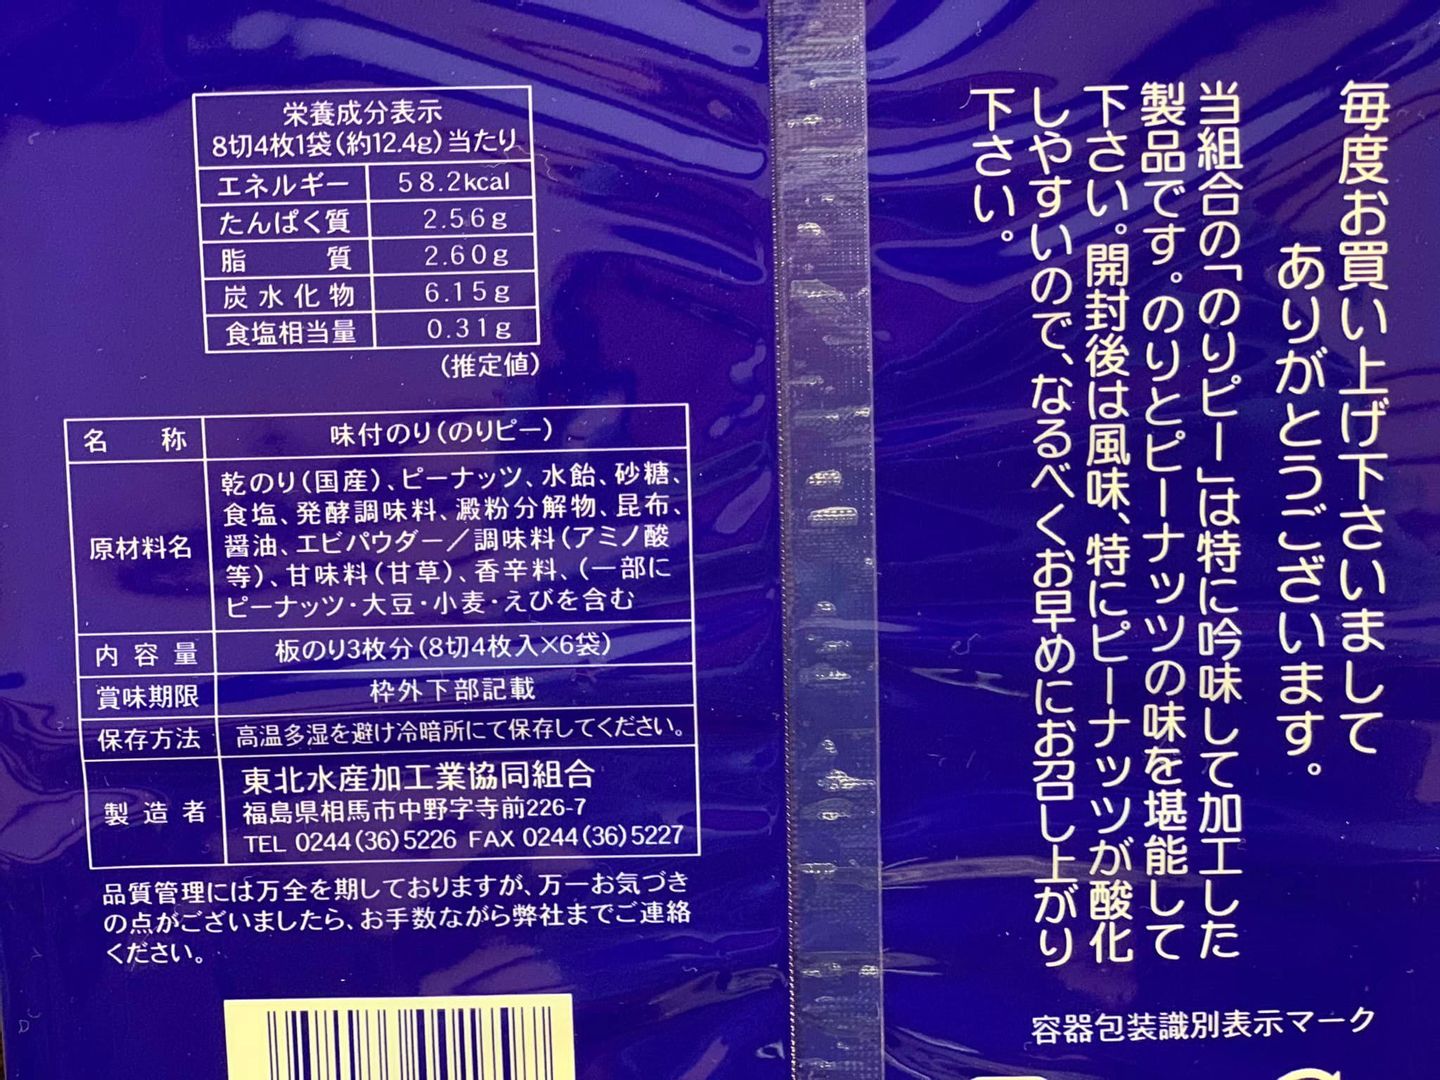 毎度お買い上げ下さいまして
ありがとうございます。
当組合の「のりピー」は特に吟味して加工した
製品です。のりとピーナッツの味を堪能して
下さい。開封後は風味、特にピーナッツが酸化
しやすいので、なるべくお早めにお召し上がり
下さい。
容器包装識別表示マーク
栄養成分表示
8切4枚1袋(約12.4g)当たり
エネルギー 58.2kcal
たんぱく質 2.56g
脂質 2.60g
炭水化物 6.15g
食塩相当量 0.31g
(推定値)
名称 味付のり(のりピー)
原材料名 乾のり(国産)、ピーナッツ、水飴、砂糖、
食塩、発酵調味料、澱粉分解物、昆布、
醤油、エビパウダー／調味料(アミノ酸
等)、甘味料(甘草)、香辛料、(一部に
ピーナッツ・大豆・小麦・えびを含む
内容量 板のり3枚分(8切4枚入×6袋)
賞味期限 枠外下部記載
保存方法 高温多湿を避け冷暗所にて保存してください。
製造者 東北水産加工業協同組合
福島県相馬市中野字寺前226-7
TEL 0244(36)5226 FAX 0244(36)5227
品質管理には万全を期しておりますが、万一お気づき
の点がございましたら、お手数ながら弊社までご連絡
ください。